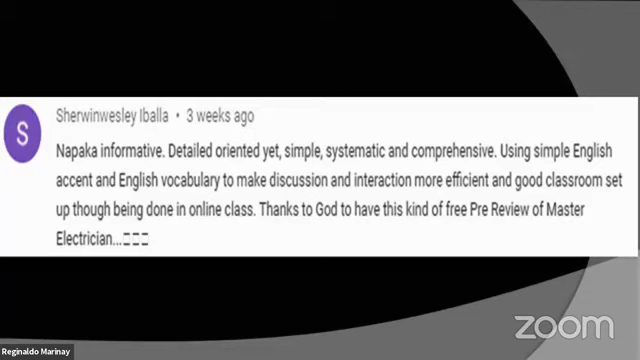 S
Sherwinwesley Iballa • 3 weeks ago
Napaka informative. Detailed oriented yet, simple, systematic and comprehensive. Using simple English
accent and English vocabulary to make discussion and interaction more efficient and good classroom set
up though being done in online class. Thanks to God to have this kind of free Pre Review of Master
Electrician...
zoom
Reginaldo Marinay